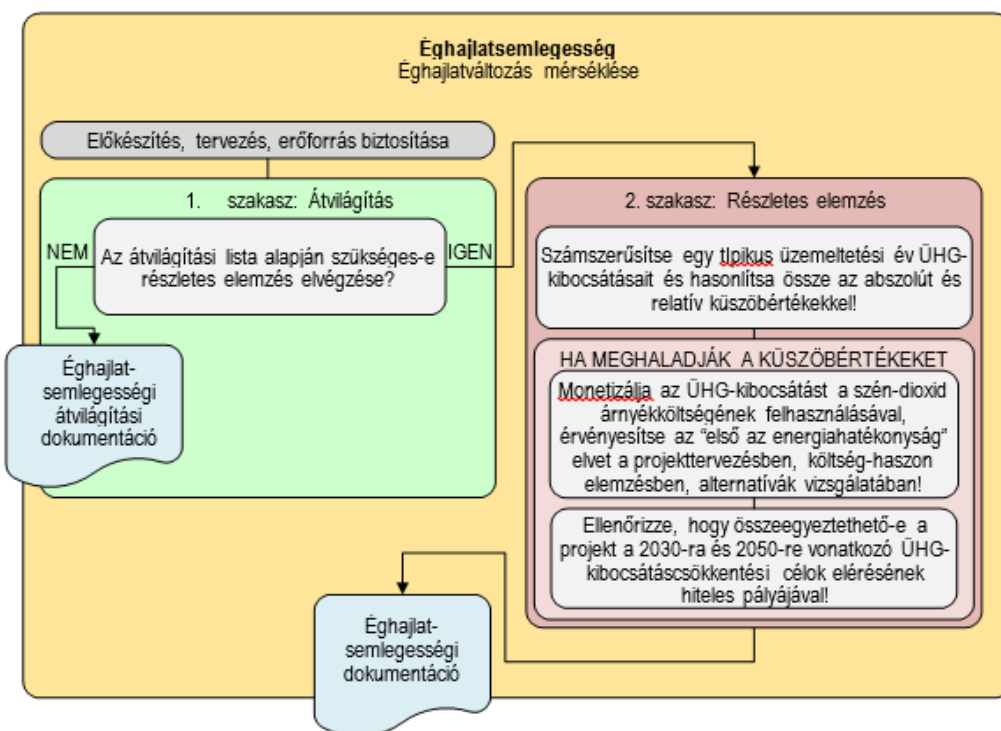 Éghajlatsemlegesség
Éghajlatváltozás mérséklése
Előkészítés, tervezés, erőforrás biztosítása
1. szakasz: Átvilágítás
NEM
Az átvilágítási lista alapján szükséges-e
részletes elemzés elvégzése?
IGEN
Éghajlat-
semlegességi
átvilágítási
dokumentáció
2. szakasz: Részletes elemzés
Számszerűsítse egy tIpikus üzemeltetési év ÜHG-
kibocsátásait és hasonlítsa össze az abszolút és
relatív küszöbértékekkel!
HA MEGHALADJÁK A KÜSZÖBÉRTÉKEKET
Monetizálja az ÜHG-kibocsátást a szén-dioxid
árnyékköltségének felhasználásával,
érvényesítse az "első az energiahatékonyság"
elvet a projekttervezésben, költség-haszon
elemzésben, alternatívák vizsgálatában!
Ellenőrizze, hogy összeegyeztethető-e a
projekt a 2030-ra és 2050-re vonatkozó ÜHG-
kibocsátáscsökkentési célok elérésének
hiteles pályájával!
Éghajlat-
semlegességi
dokumentáció